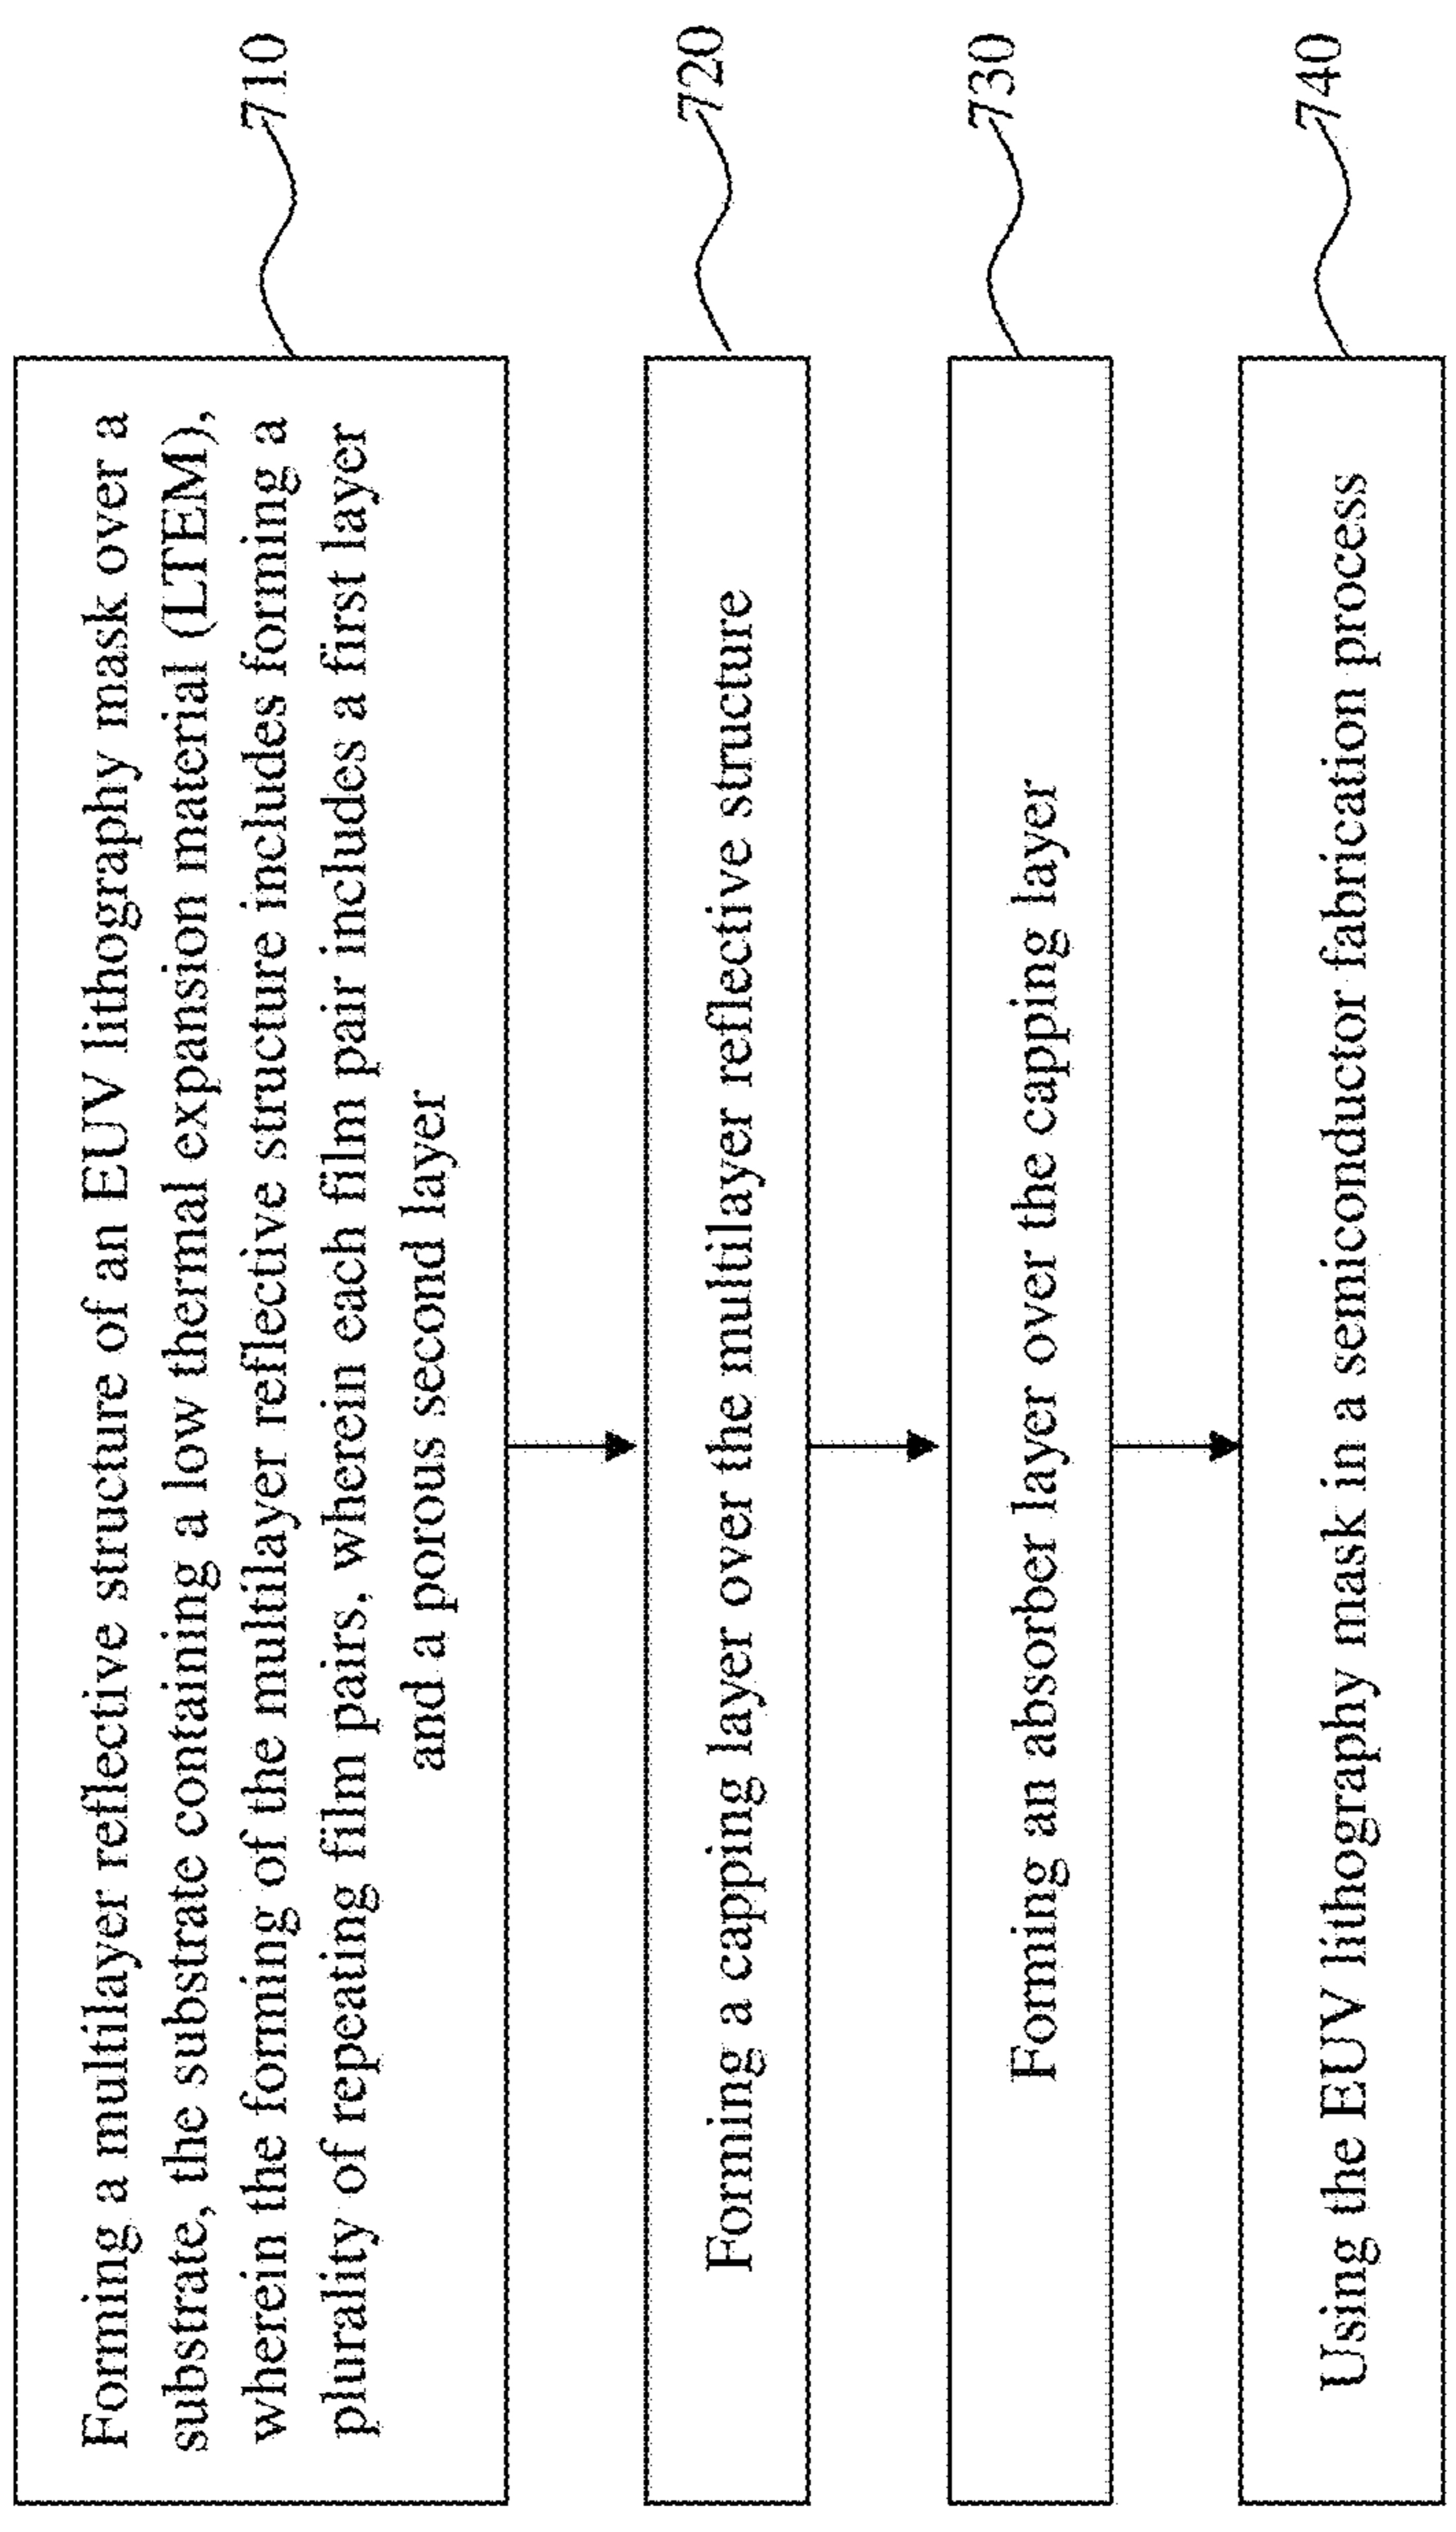 Forming a multilayer reflective structure of an EUV lithography mask over a
substrate, the substrate containing a low thermal expansion material (LTEM),
wherein the forming of the multilayer reflective structure includes forming a
plurality of repeating film pairs, wherein each film pair includes a first layer
and a porous second layer
710
Forming a capping layer over the multilayer reflective structure
720
Forming an absorber layer over the capping layer
730
Using the EUV lithography mask in a semiconductor fabrication process
740